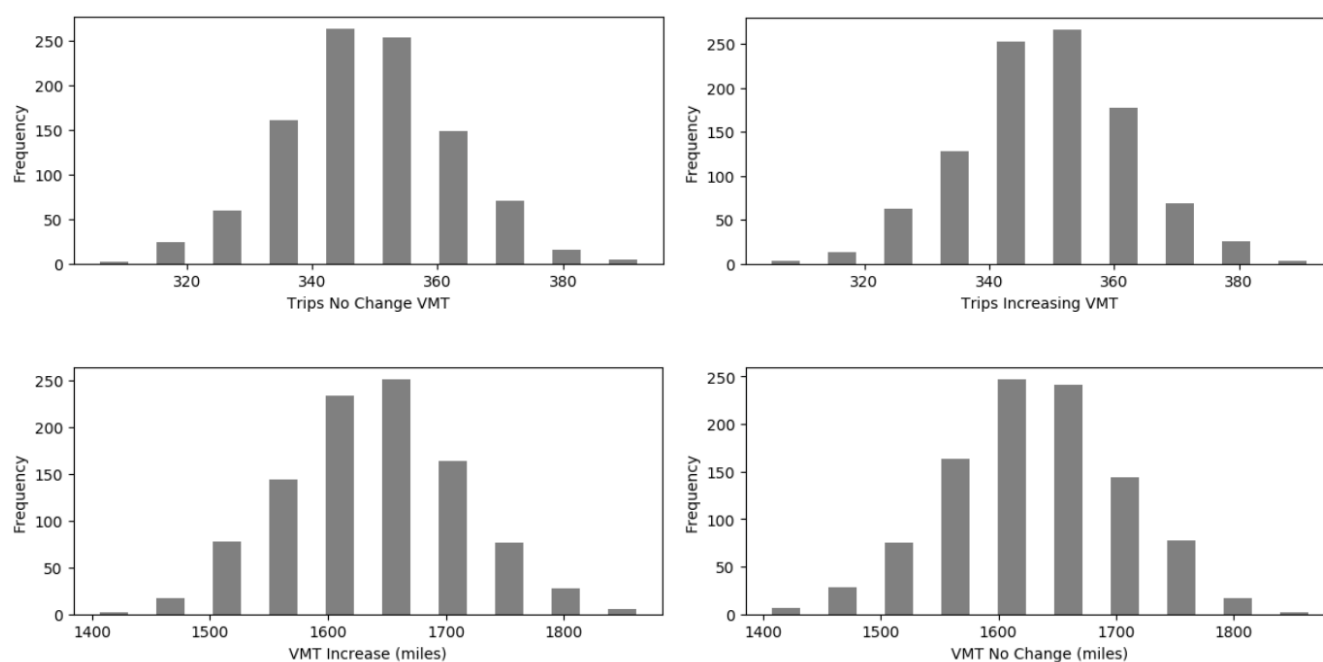 250
200
150
100
50
0
Frequency
320 340 360 380
Trips No Change VMT
250
200
150
100
50
0
Frequency
320 340 360 380
Trips Increasing VMT
250
200
150
100
50
0
Frequency
1400 1500 1600 1700 1800
VMT Increase (miles)
250
200
150
100
50
0
Frequency
1400 1500 1600 1700 1800
VMT No Change (miles)